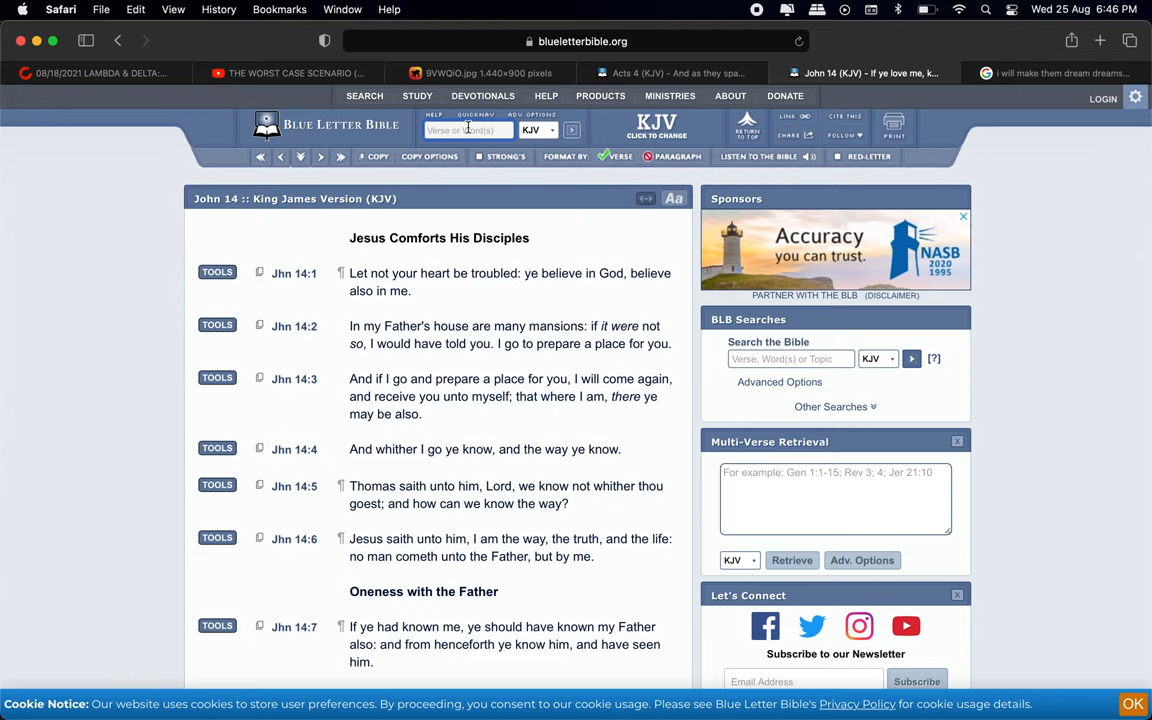 Safari File Edit View History Bookmarks Window Help Wed 25 Aug 6:46 PM
blueletterbible.org
08/18/2021 LAMBDA & DELTA:... THE WORST CASE SCENARIO (... 9VWQiO.jpg 1.440×900 pixels Acts 4 (KJV) - And as they spa... John 14 (KJV) - If ye love me, k... i will make them dream dreams...
SEARCH STUDY DEVOTIONALS HELP PRODUCTS MINISTRIES ABOUT DONATE
LOGIN
HELP QUICKNAV ADV. OPTIONS
BLUE LETTER BIBLE
Verse or Word(s) KJV
KJV
CLICK TO CHANGE
RETURN
TO TOP
LINK CITE THIS
SHARE FOLLOW
PRINT
COPY COPY OPTIONS STRONG'S FORMAT BY: VERSE PARAGRAPH LISTEN TO THE BIBLE RED-LETTER
John 14 :: King James Version (KJV)
Aa
Jesus Comforts His Disciples
TOOLS Jhn 14:1 ¶ Let not your heart be troubled: ye believe in God, believe
also in me.
TOOLS Jhn 14:2 In my Father's house are many mansions: if it were not
so, I would have told you. I go to prepare a place for you.
TOOLS Jhn 14:3 And if I go and prepare a place for you, I will come again,
and receive you unto myself; that where I am, there ye
may be also.
TOOLS Jhn 14:4 And whither I go ye know, and the way ye know.
TOOLS Jhn 14:5 ¶ Thomas saith unto him, Lord, we know not whither thou
goest; and how can we know the way?
TOOLS Jhn 14:6 ¶ Jesus saith unto him, I am the way, the truth, and the life:
no man cometh unto the Father, but by me.
Oneness with the Father
TOOLS Jhn 14:7 ¶ If ye had known me, ye should have known my Father
also: and from henceforth ye know him, and have seen
him.
Sponsors
Accuracy
you can trust.
NASB
2020
1995
PARTNER WITH THE BLB (DISCLAIMER)
BLB Searches
Search the Bible
Verse, Word(s) or Topic KJV [?]
Advanced Options
Other Searches
Multi-Verse Retrieval
For example: Gen 1:1-15; Rev 3; 4; Jer 21:10
KJV Retrieve Adv. Options
Let's Connect
Subscribe to our Newsletter
Email Address Subscribe
Cookie Notice: Our website uses cookies to store user preferences. By proceeding, you consent to our cookie usage. Please see Blue Letter Bible's Privacy Policy for cookie usage details. OK